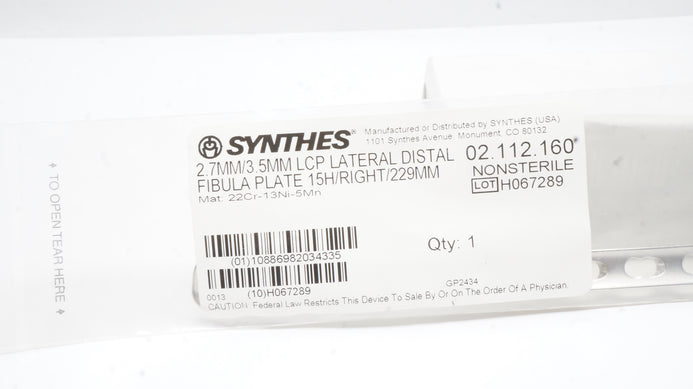 SYNTHES®
Manufactured or Distributed by SYNTHES (USA)
1101 Synthes Avenue, Monument, CO 80132
2.7MM/3.5MM LCP LATERAL DISTAL
FIBULA PLATE 15H/RIGHT/229MM
Mat: 22Cr-13Ni-5Mn
02.112.160
NONSTERILE
LOT H067289
(01)10886982034335
Qty: 1
(10)H067289
0013
GP2434
CAUTION: Federal Law Restricts This Device To Sale By Or On The Order Of A Physician.
TO OPEN TEAR HERE